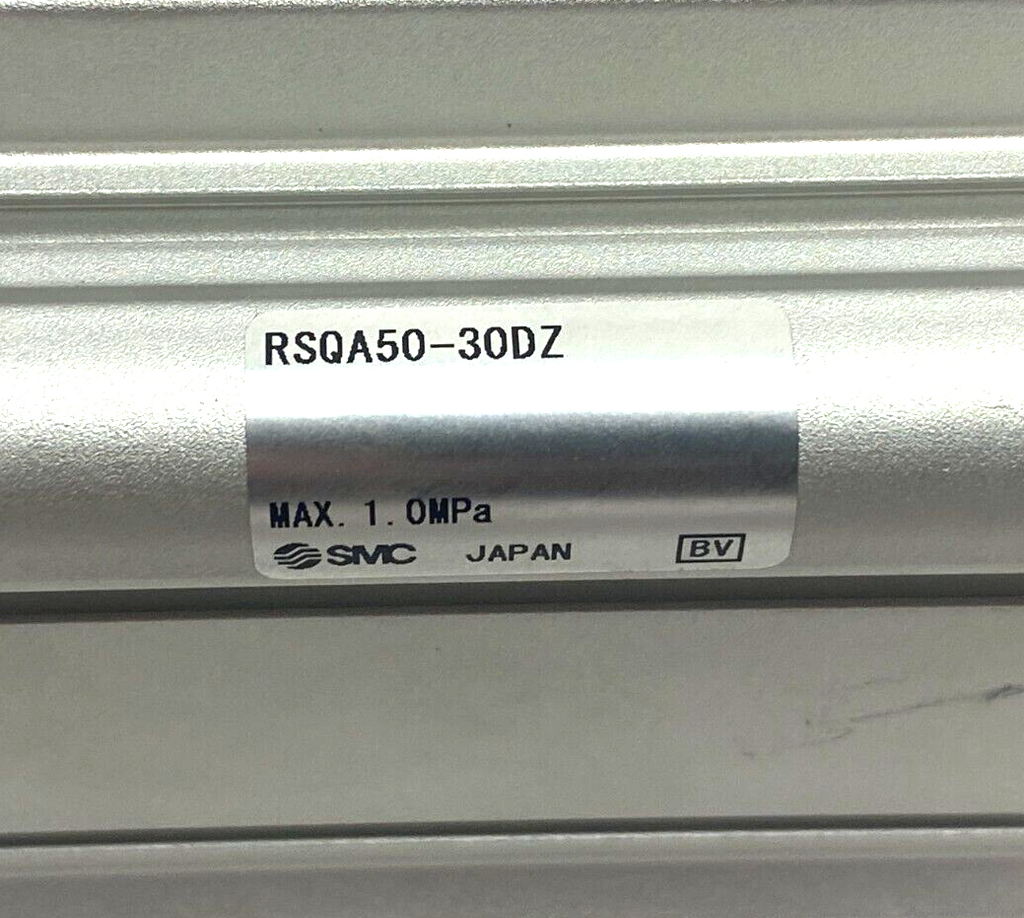 RSQA50-30DZ
MAX. 1.0MPa
SMC JAPAN BV